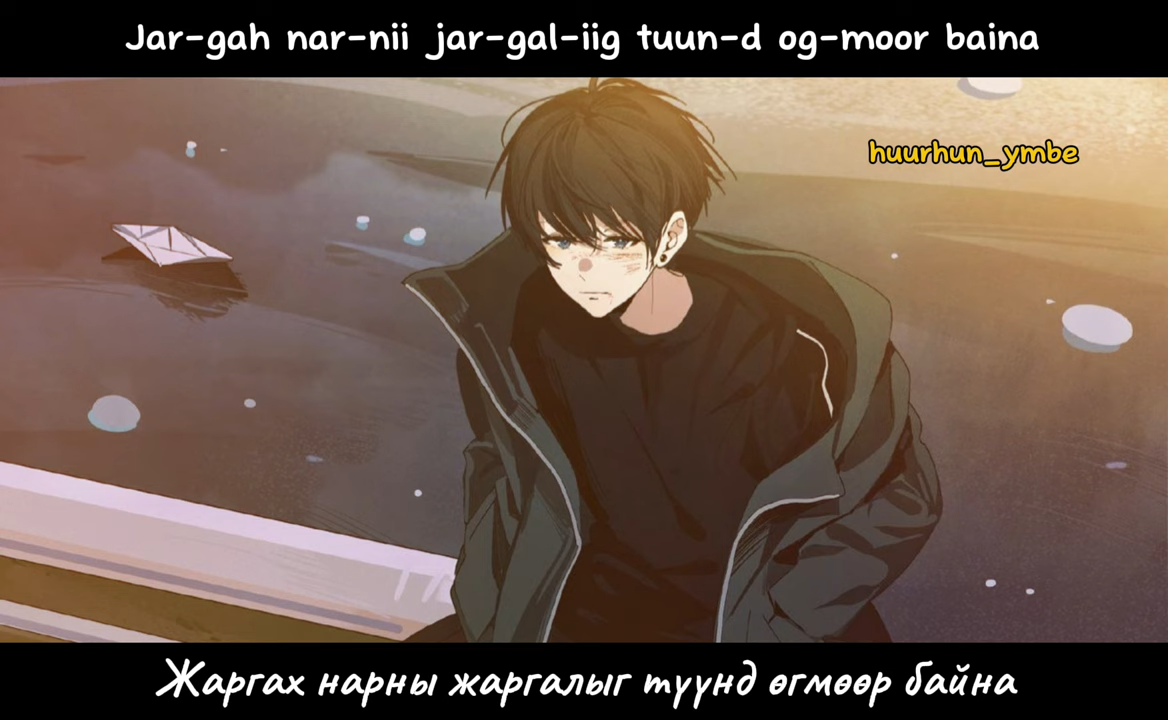 Jar-gah nar-nii jar-gal-iig tuun-d og-moor baina
huurhun_ymbe
Жаргах нарны жаргалыг түүнд өгмөөр байна